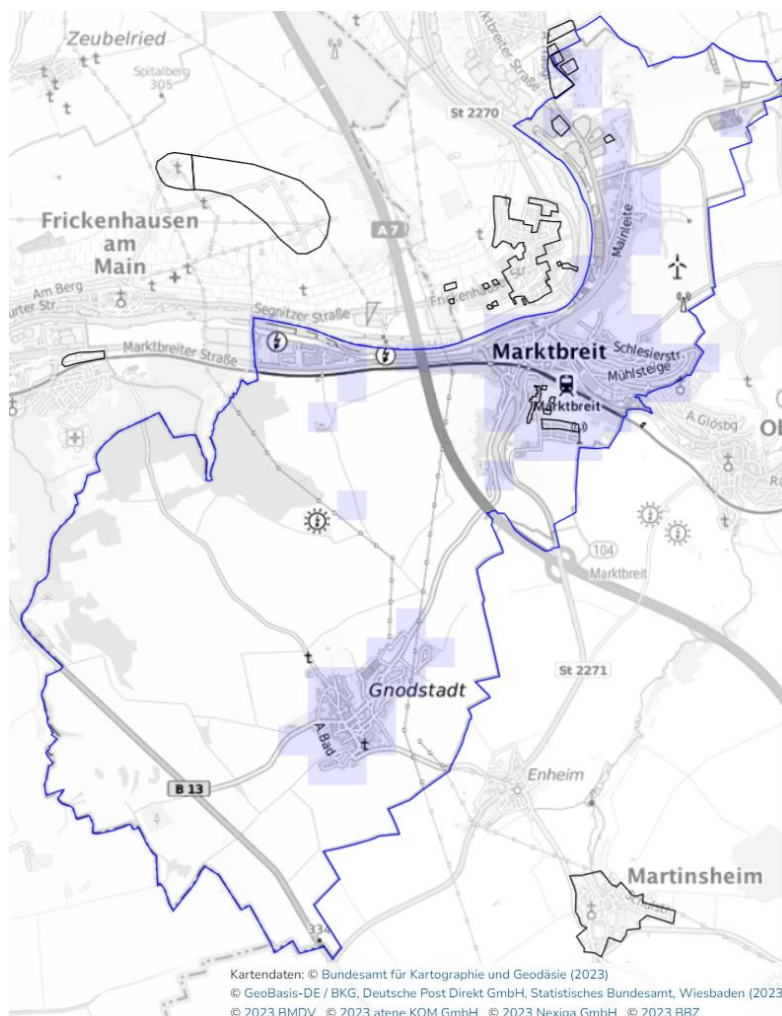 Zeubelried
Spitalberg
305
Marktbreiter Straße
St 2270
A 7
Frickenhausen
am
Main
Mainleite
Am Berg
Segnitzer Straße
Marktbreiter Straße
Marktbreit
Schlesierstr.
Mühlsteige
Marktbreit
A.Glösbg
104
Marktbreit
St 2271
Gnodstadt
A.Bad
B 13
Enheim
Martinsheim
334
Kartendaten: © Bundesamt für Kartographie und Geodäsie (2023)
© GeoBasis-DE / BKG, Deutsche Post Direkt GmbH, Statistisches Bundesamt, Wiesbaden (2023
© 2023 BMDV, © 2023 atene KOM GmbH, © 2023 Nexiga GmbH, © 2023 BBZ